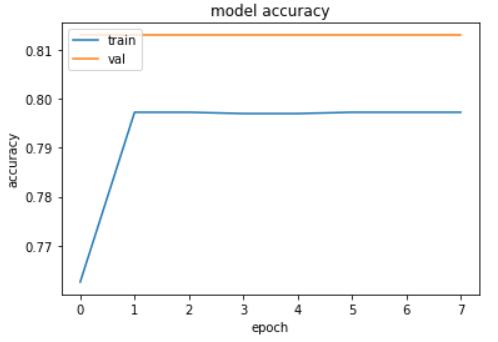 model accuracy
train
val
0.81
0.80
0.79
0.78
0.77
accuracy
0 1 2 3 4 5 6 7
epoch